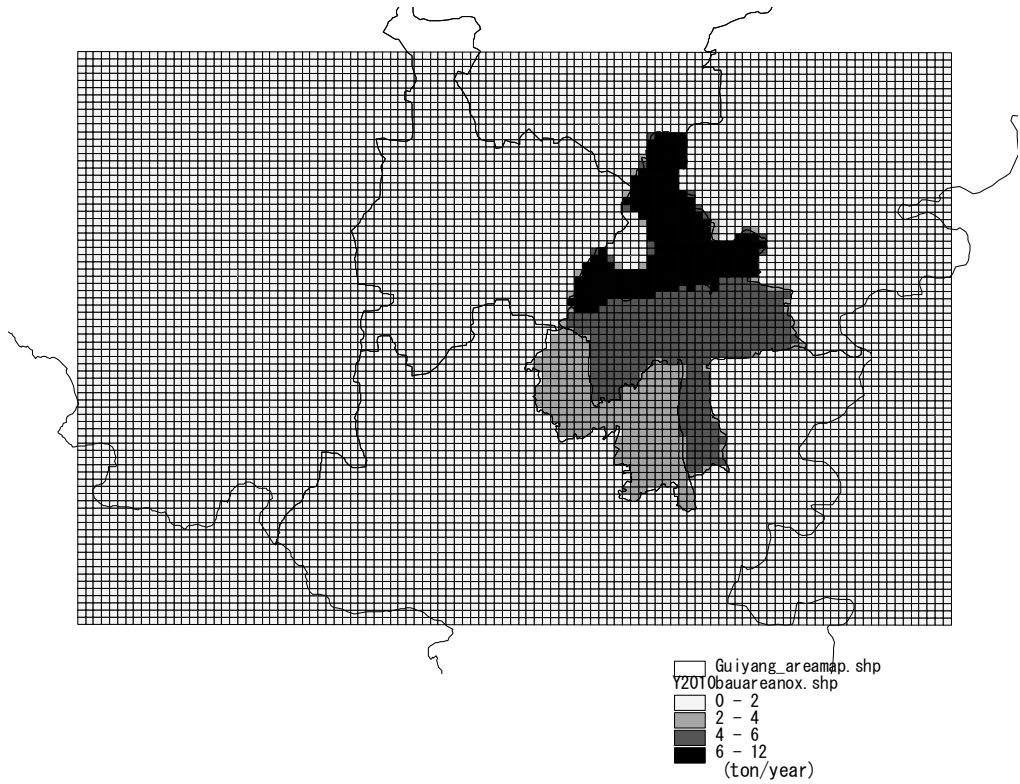 Guiyang_areamap.shp
Y2010bauareanox.shp
0 - 2
2 - 4
4 - 6
6 - 12
(ton/year)